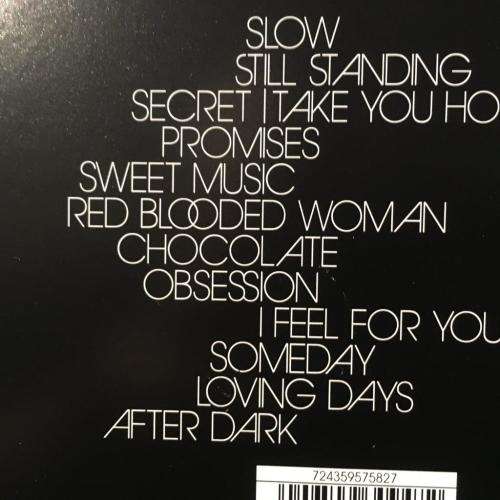 SLOW
STILL STANDING
SECRET I TAKE YOU HO
PROMISES
SWEET MUSIC
RED BLOODED WOMAN
CHOCOLATE
OBSESSION
I FEEL FOR YOU
SOMEDAY
LOVING DAYS
AFTER DARK
724359575827